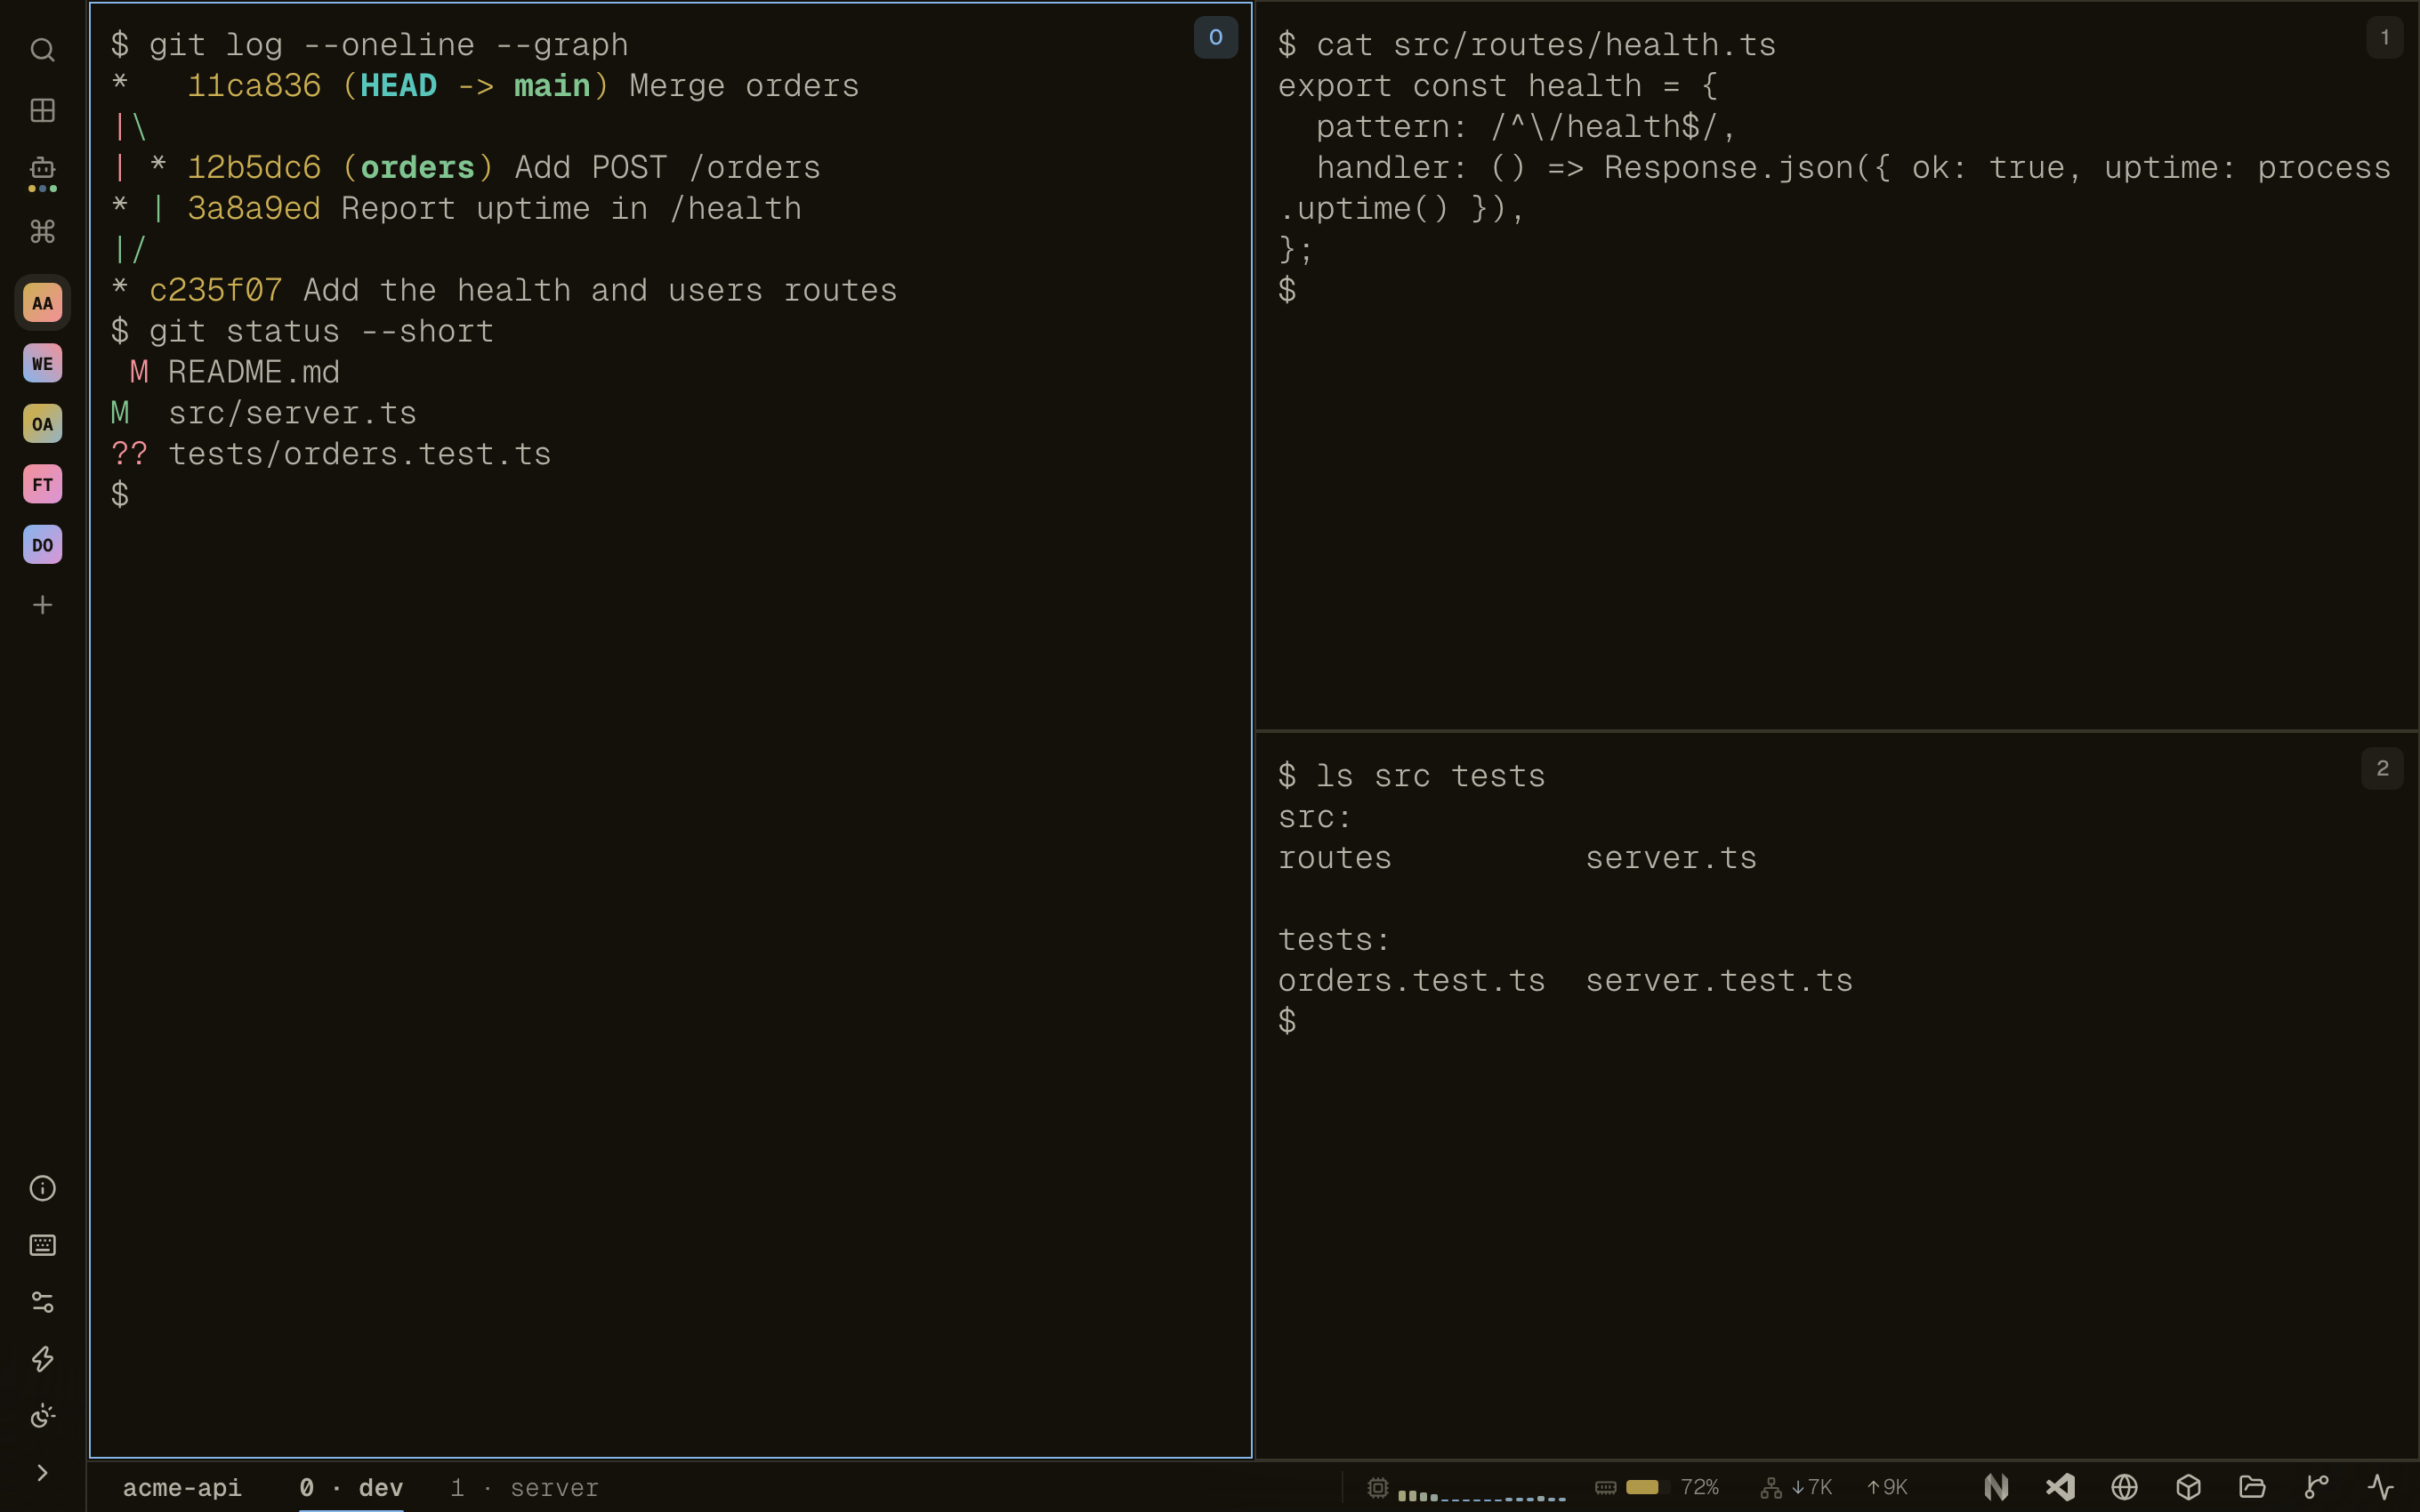 AA
WE
OA
FT
DO
0
$ git log --oneline --graph
*   11ca836 (HEAD -> main) Merge orders
|\
| * 12b5dc6 (orders) Add POST /orders
* | 3a8a9ed Report uptime in /health
|/
* c235f07 Add the health and users routes
$ git status --short
 M README.md
M  src/server.ts
?? tests/orders.test.ts
$
1
$ cat src/routes/health.ts
export const health = {
  pattern: /^\/health$/,
  handler: () => Response.json({ ok: true, uptime: process
.uptime() }),
};
$
2
$ ls src tests
src:
routes          server.ts

tests:
orders.test.ts  server.test.ts
$
acme-api   0 · dev   1 · server   72%   ↓7K   ↑9K